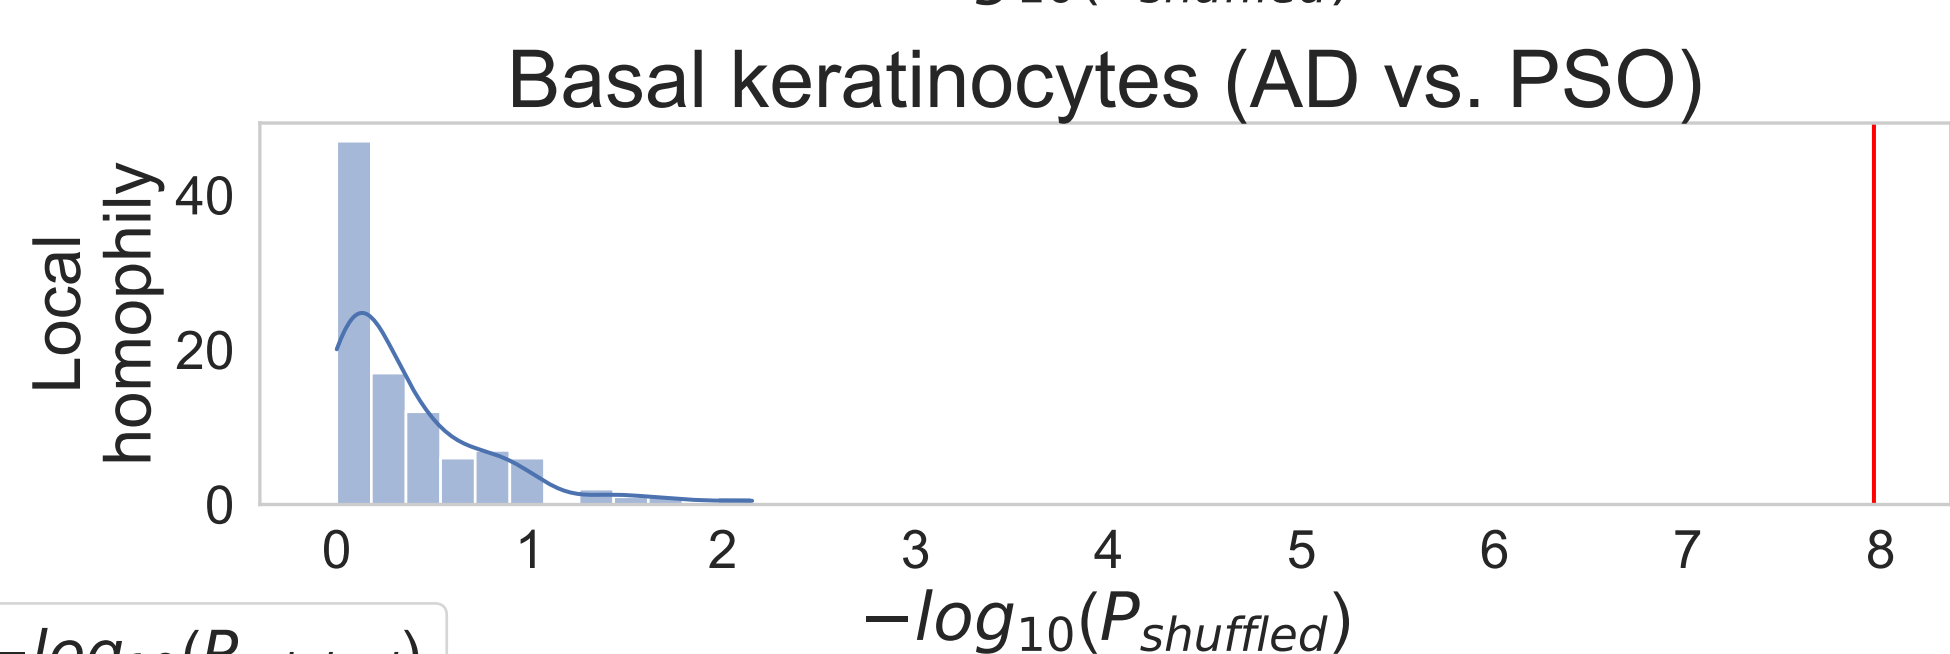 Basal keratinocytes (AD vs. PSO)
Local
homophily
40
20
0
0 1 2 3 4 5 6 7 8
−log10(Pshuffled)